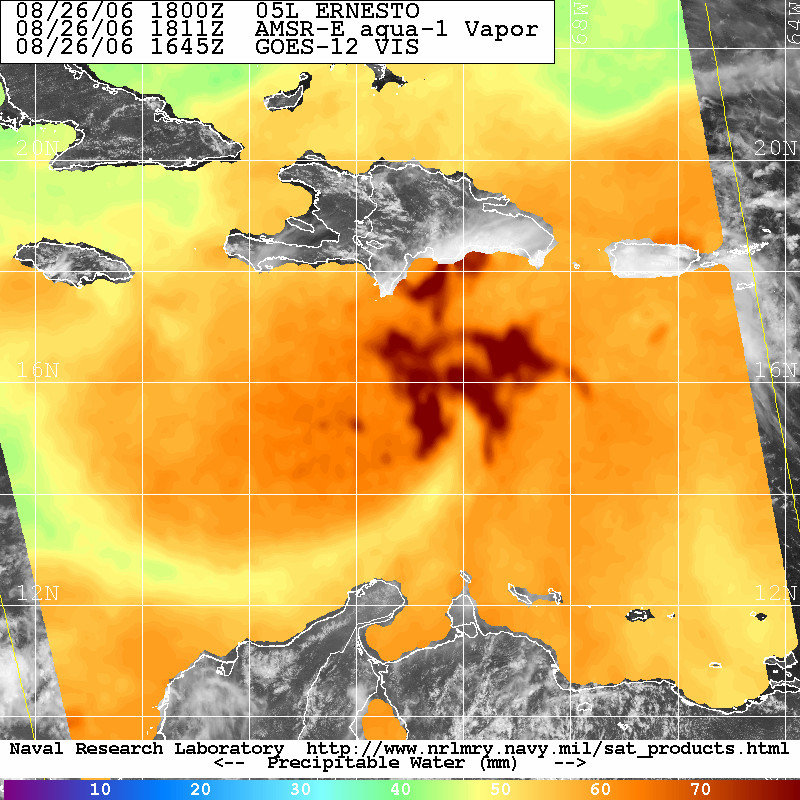 08/26/06 1800Z 05L ERNESTO
08/26/06 1811Z AMSR-E aqua-1 Vapor
08/26/06 1645Z GOES-12 VIS
68W 64W
20N 20N
16N 16N
12N 12N
Naval Research Laboratory http://www.nrlmry.navy.mil/sat_products.html
<-- Precipitable Water (mm) -->
10 20 30 40 50 60 70